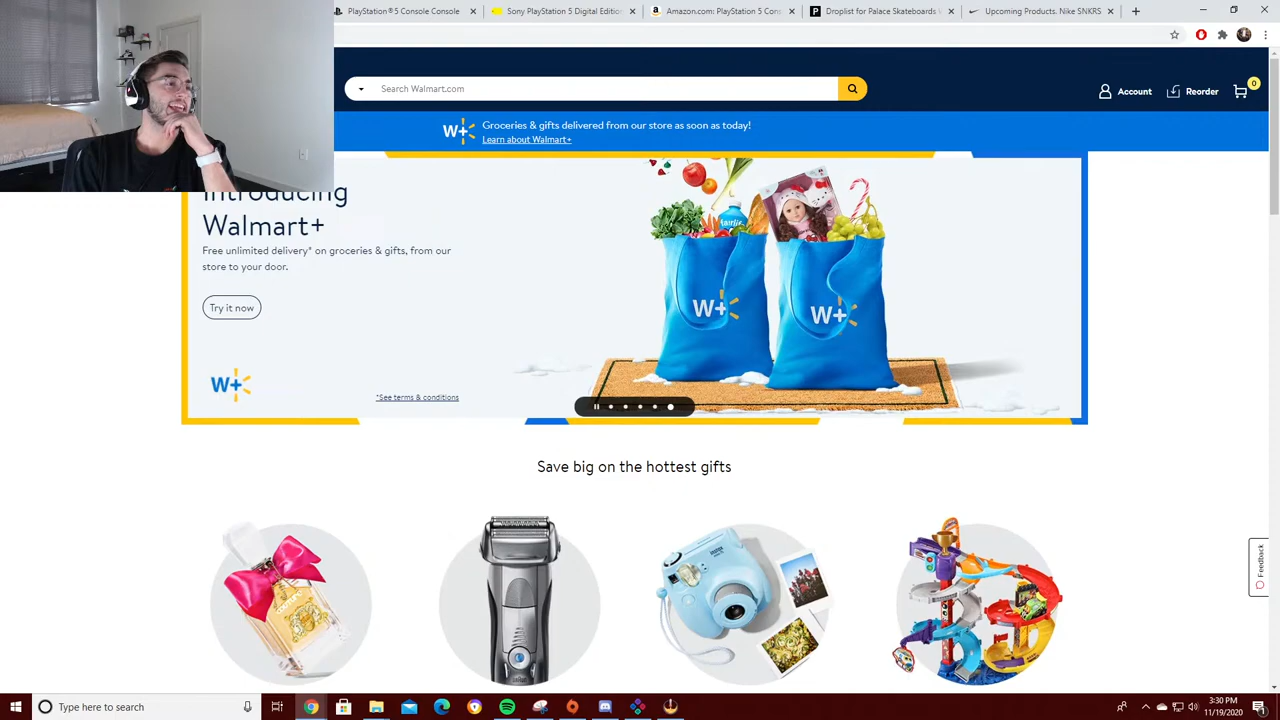 PlayStation®5 Console Console
Sony PlayStation 5 Digital Edition
Amazon.com: PlayStation 5 Con
Droplist for Palace Skateboards
Upcoming Products. Nike SNKRS
Search Walmart.com
Account
Reorder
0
W+
Groceries & gifts delivered from our store as soon as today!
Learn about Walmart+
Introducing
Walmart+
Free unlimited delivery* on groceries & gifts, from our
store to your door.
Try it now
W+
W+
W+
*See terms & conditions
Save big on the hottest gifts
Feedback
instax
BRAUN
Type here to search
3:30 PM
11/19/2020
1